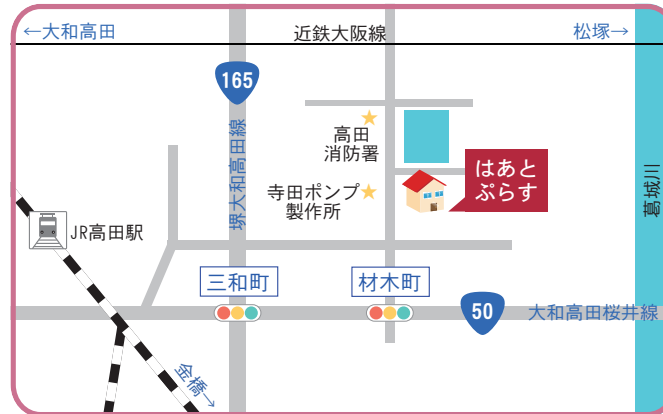 ←大和高田
近鉄大阪線
松塚→
165
堺大和高田線
高田
消防署
はあと
ぷらす
寺田ポンプ
製作所
葛城川
JR高田駅
三和町
材木町
50
大和高田桜井線
金橋→